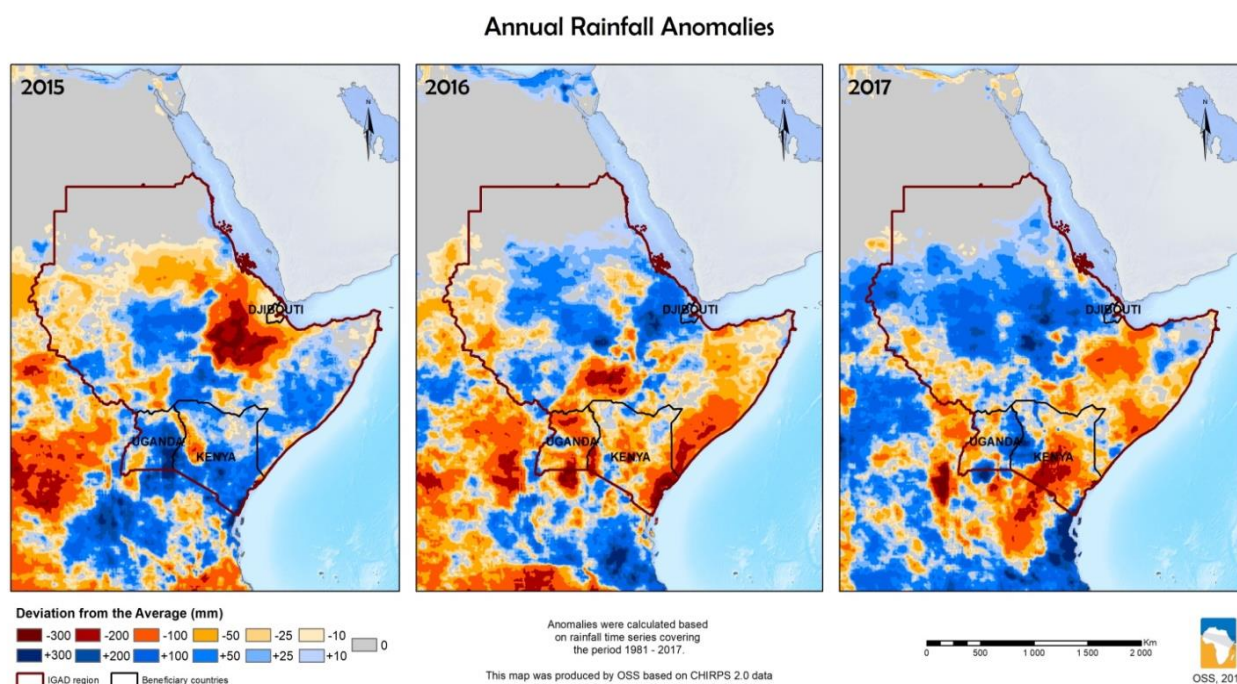 Annual Rainfall Anomalies
2015
N
DJIBOUTI
UGANDA
KENYA
2016
N
DJIBOUTI
UGANDA
KENYA
2017
N
DJIBOUTI
UGANDA
KENYA
Deviation from the Average (mm)
-300 -200 -100 -50 -25 -10
+300 +200 +100 +50 +25 +10
0
IGAD region Beneficiary countries
Anomalies were calculated based
on rainfall time series covering
the period 1981 - 2017.
This map was produced by OSS based on CHIRPS 2.0 data
Km
0 500 1 000 1 500 2 000
OSS, 201